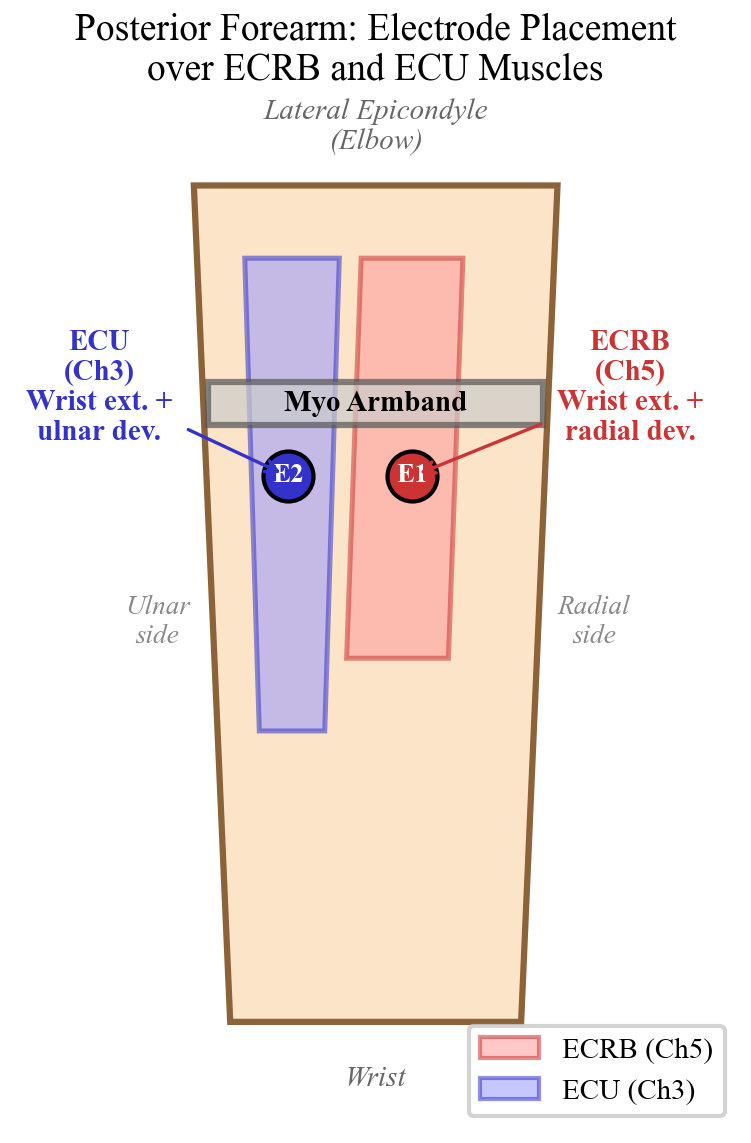 Posterior Forearm: Electrode Placement
over ECRB and ECU Muscles
Lateral Epicondyle
(Elbow)
ECU
(Ch3)
Wrist ext. +
ulnar dev.
ECRB
(Ch5)
Wrist ext. +
radial dev.
Myo Armband
E2
E1
Ulnar
side
Radial
side
Wrist
ECRB (Ch5)
ECU (Ch3)